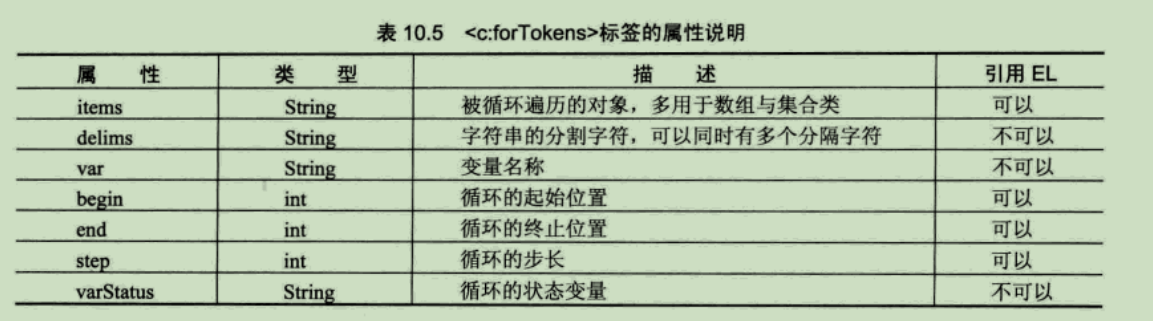 表 10.5 <c:forTokens>标签的属性说明
属 性 类 型 描 述 引用 EL
items String 被循环遍历的对象，多用于数组与集合类 可以
delims String 字符串的分割字符，可以同时有多个分隔字符 不可以
var String 变量名称 不可以
begin int 循环的起始位置 可以
end int 循环的终止位置 可以
step int 循环的步长 可以
varStatus String 循环的状态变量 不可以